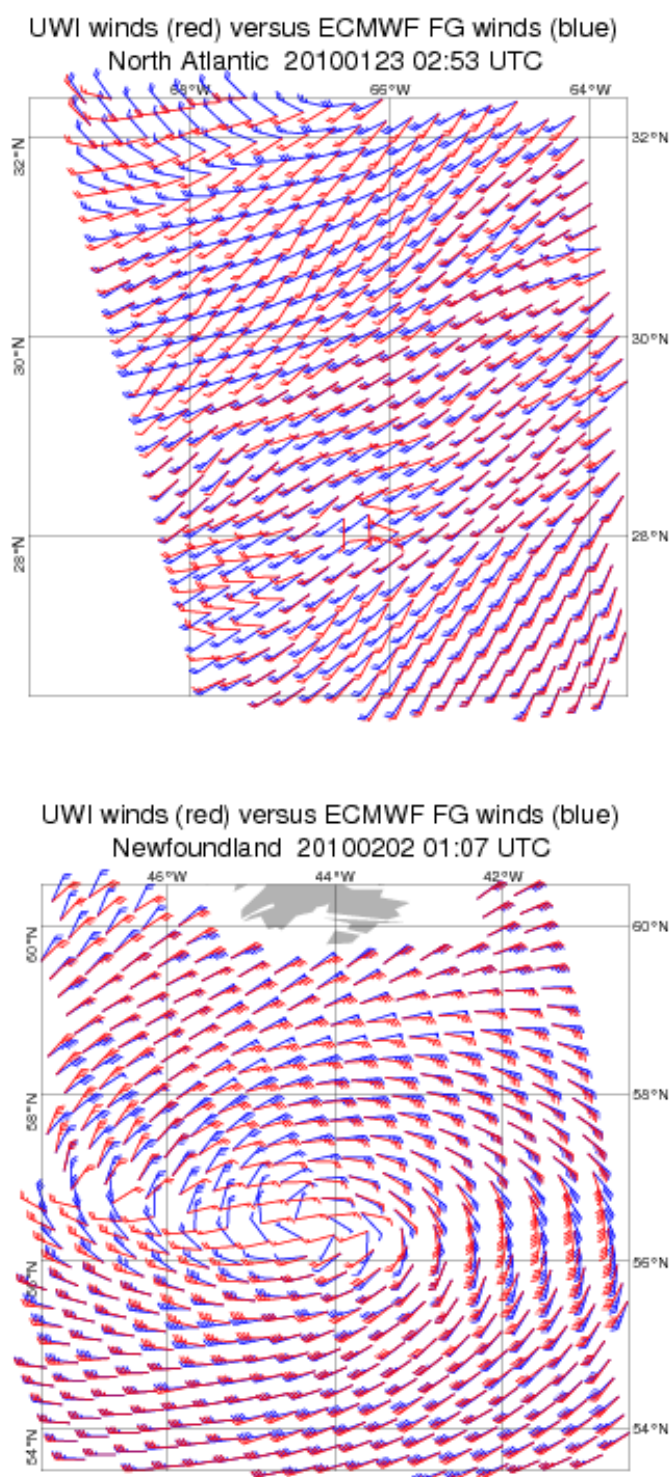 UWI winds (red) versus ECMWF FG winds (blue)
North Atlantic 20100123 02:53 UTC
68°W 66°W 64°W
32°N 32°N
30°N 30°N
28°N 28°N
UWI winds (red) versus ECMWF FG winds (blue)
Newfoundland 20100202 01:07 UTC
46°W 44°W 42°W
60°N 60°N
58°N 58°N
56°N 56°N
54°N 54°N